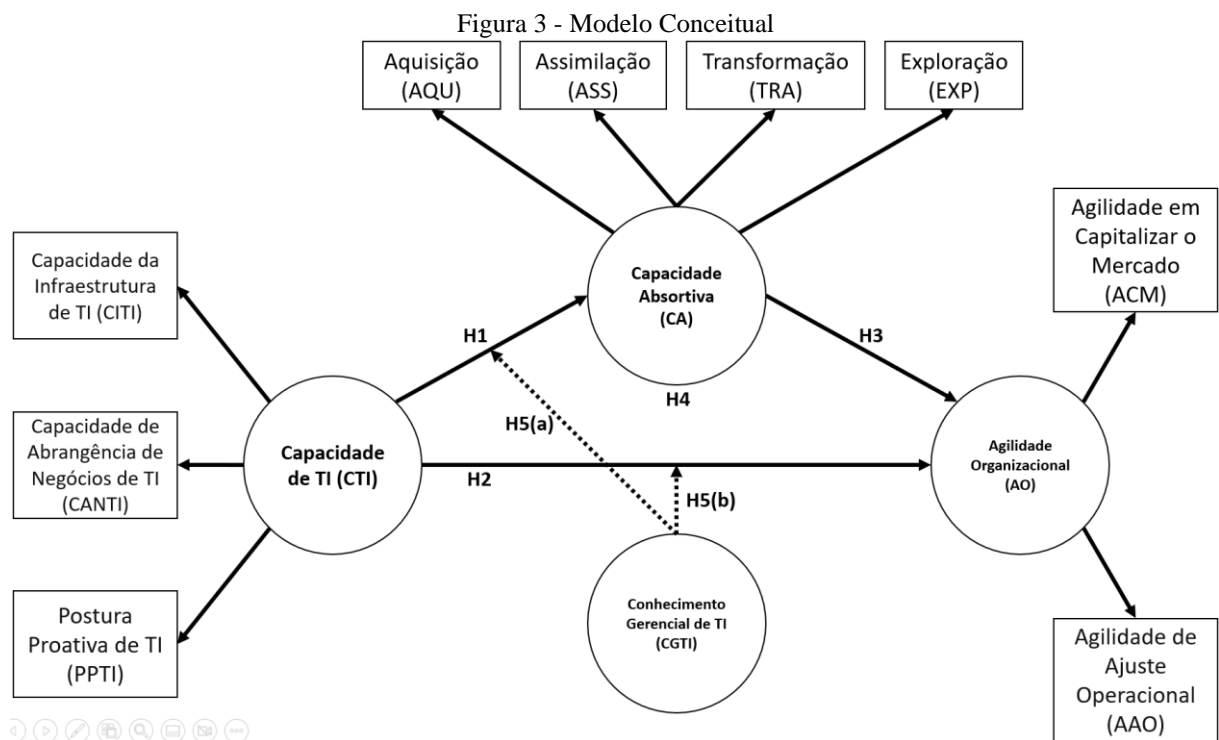 Figura 3 - Modelo Conceitual
Aquisição
(AQU)
Assimilação
(ASS)
Transformação
(TRA)
Exploração
(EXP)
Agilidade em
Capitalizar o
Mercado
(ACM)
Capacidade da
Infraestrutura
de TI (CITI)
Capacidade
Absortiva
(CA)
H1
H3
H4
H5(a)
Capacidade de
Abrangência de
Negócios de TI
(CANTI)
Capacidade
de TI (CTI)
H2
H5(b)
Agilidade
Organizacional
(AO)
Postura
Proativa de TI
(PPTI)
Conhecimento
Gerencial de TI
(CGTI)
Agilidade de
Ajuste
Operacional
(AAO)